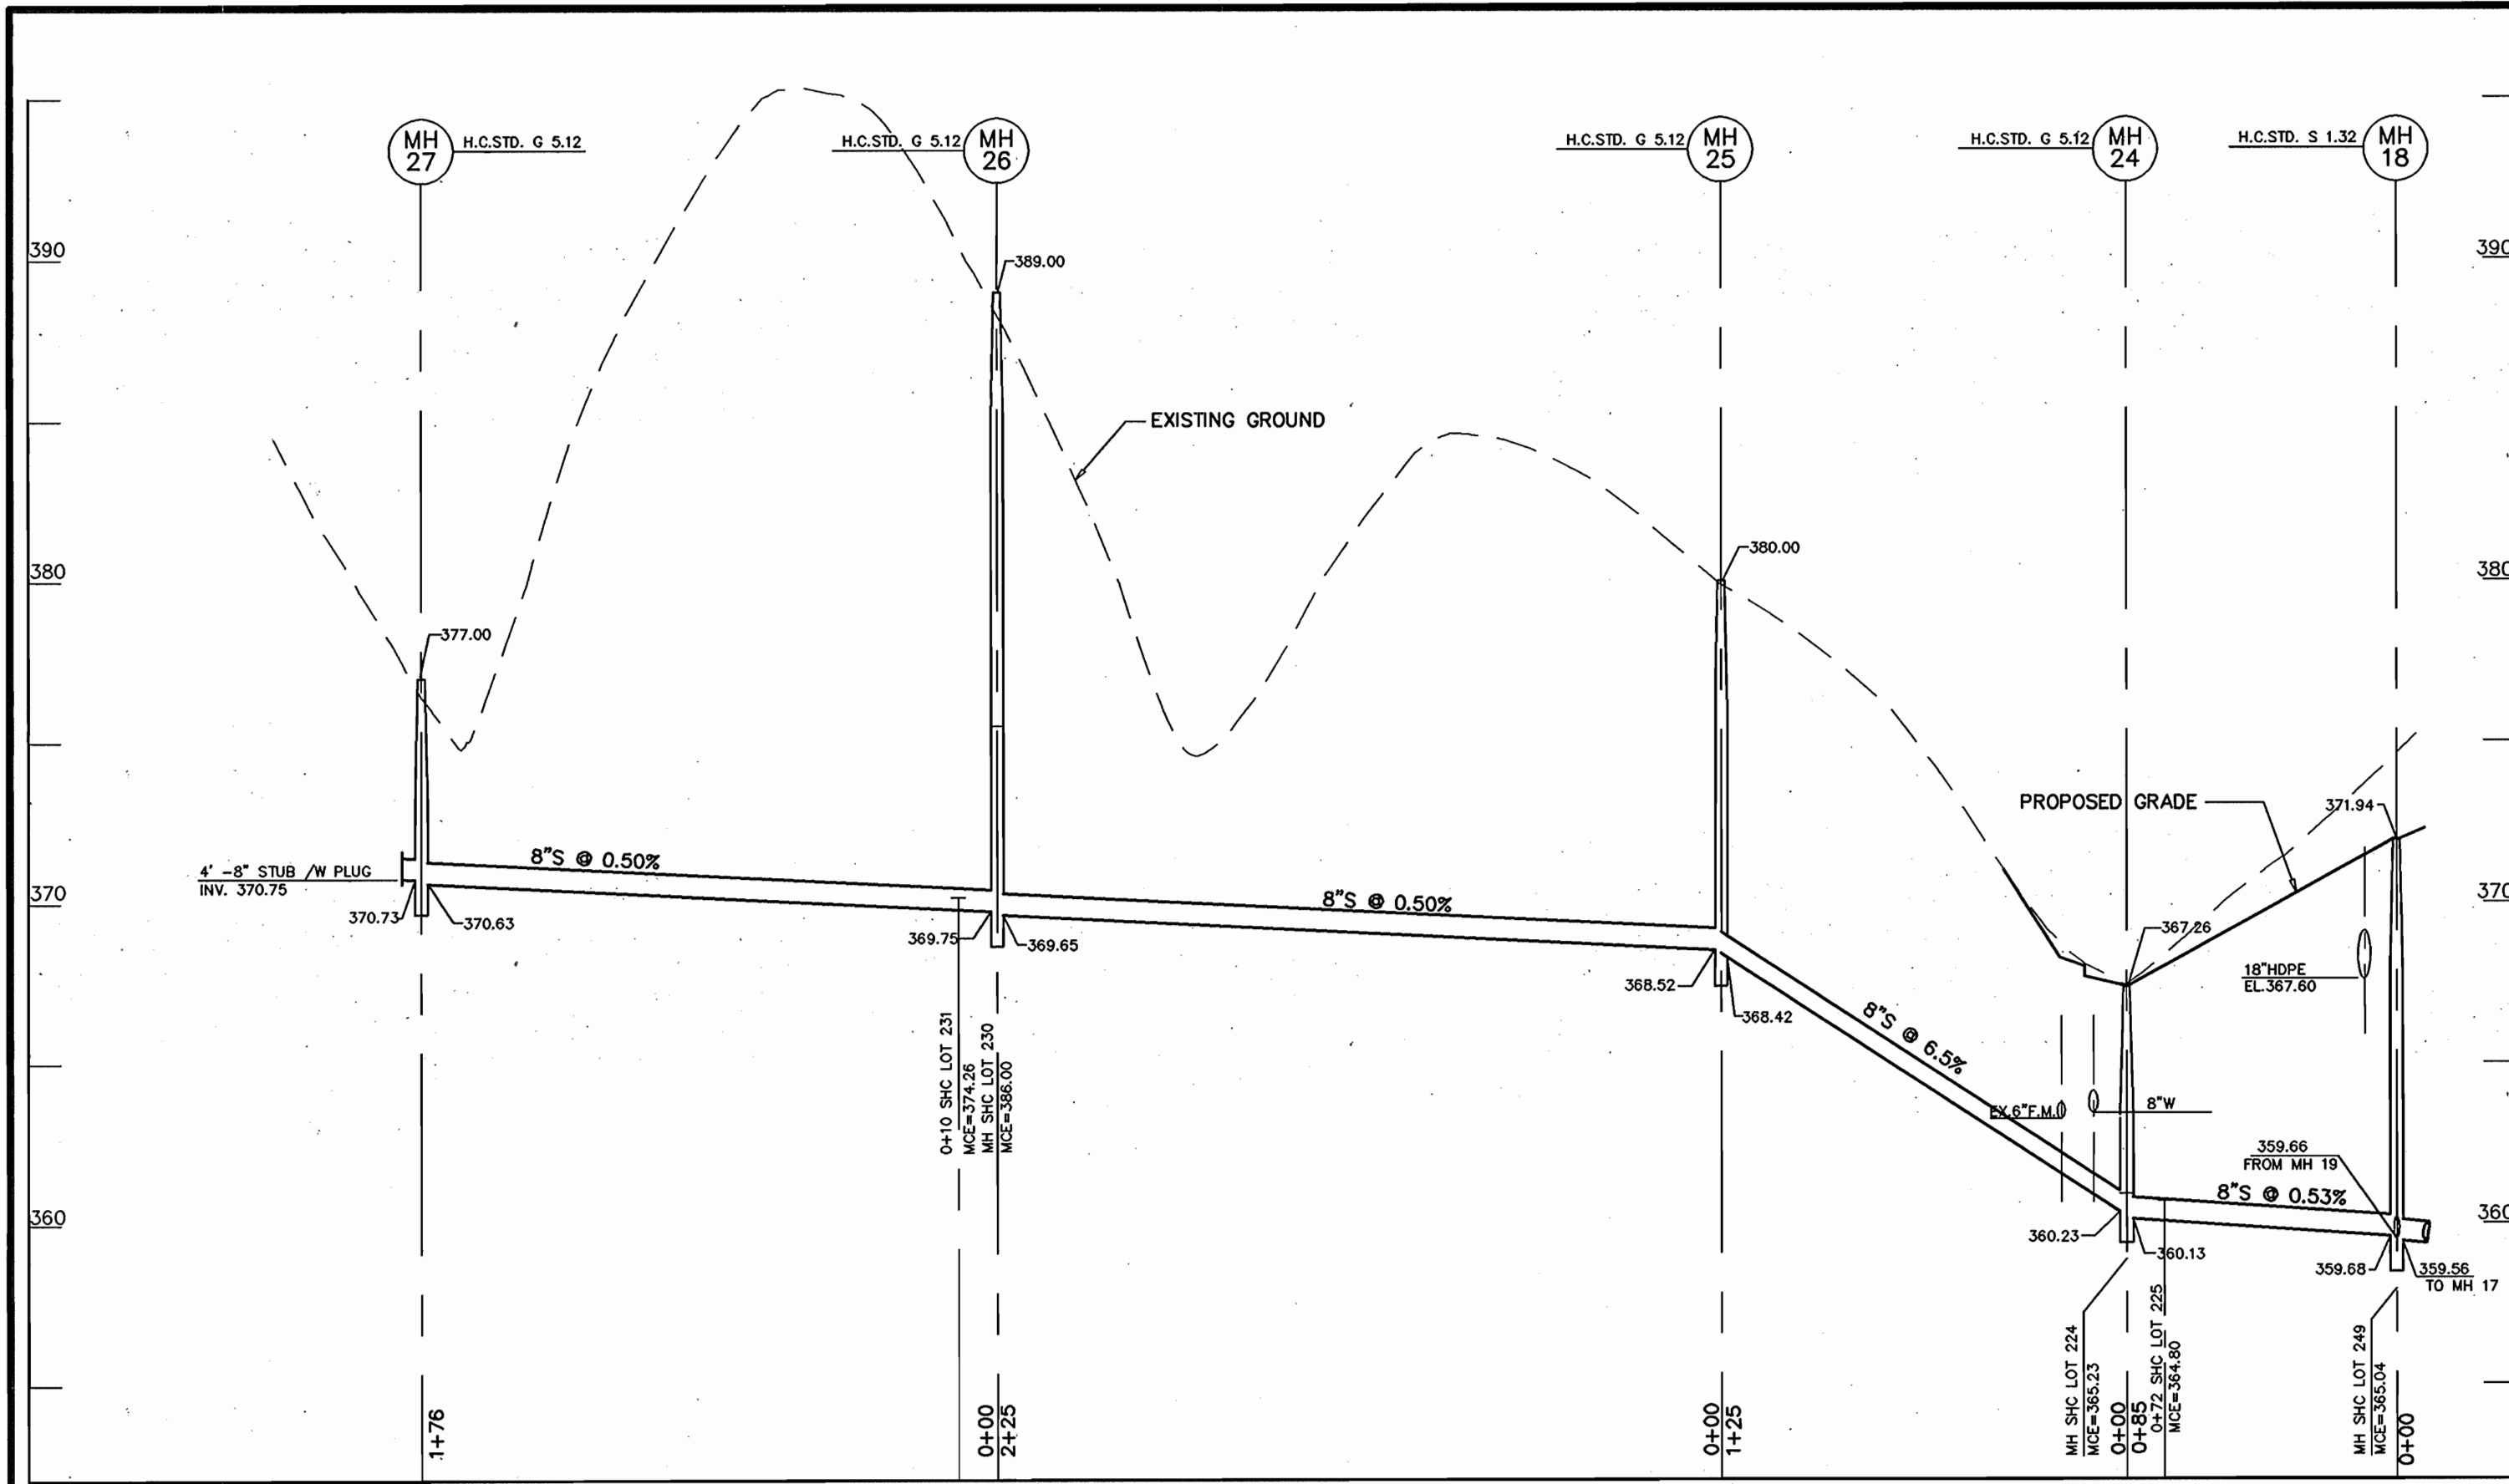 MH
27
H.C.STD. G 5.12
H.C.STD. G 5.12
MH
26
H.C.STD. G 5.12
MH
25
H.C.STD. G 5.12
MH
24
H.C.STD. S 1.32
MH
18
390
389.00
390
EXISTING GROUND
380
380.00
380
377.00
PROPOSED GRADE
371.94
8"S @ 0.50%
4' -8" STUB /W PLUG
INV. 370.75
370
370.73
370.63
8"S @ 0.50%
369.75
369.65
370
367.26
18"HDPE
EL.367.60
368.52
368.42
8"S @ 6.5%
0+10 SHC LOT 231
MCE=374.26
MH SHC LOT 230
MCE=386.00
EX.6"F.M.
8"W
359.66
FROM MH 19
8"S @ 0.53%
360
360
360.23
360.13
359.68
359.56
TO MH 17
MH SHC LOT 224
MCE=365.23
0+72 SHC LOT 225
MCE=364.80
MH SHC LOT 249
MCE=365.04
1+76
0+00
2+25
0+00
1+25
0+00
0+85
0+00